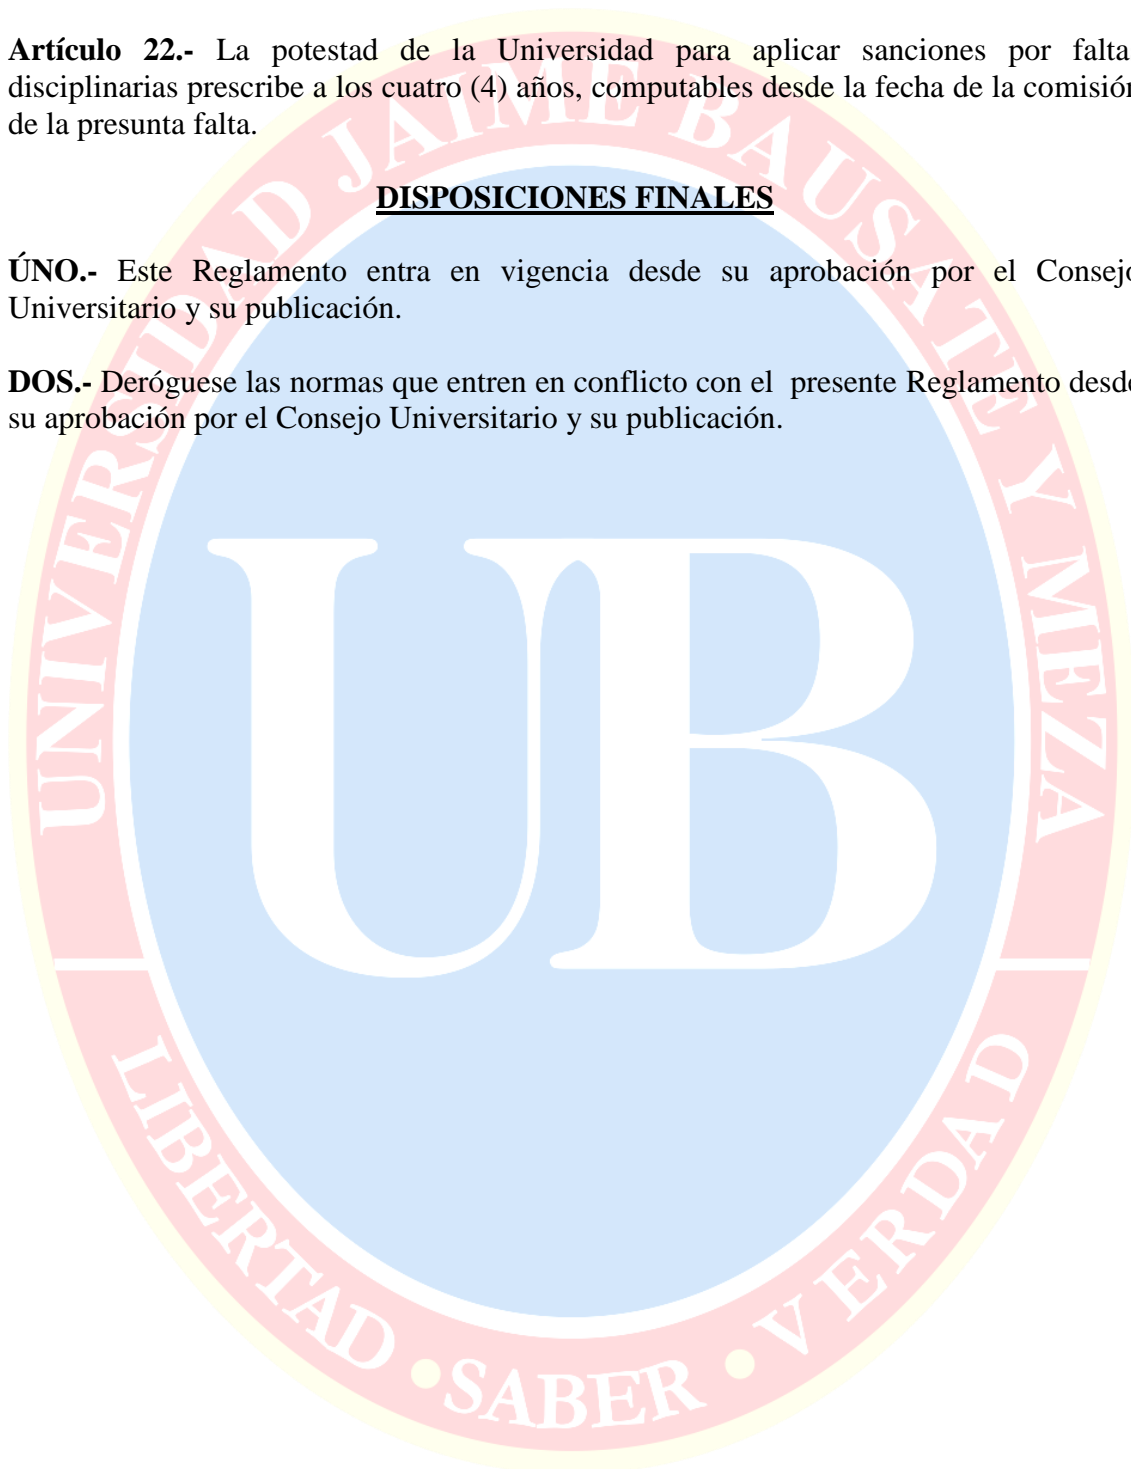 Artículo 22.- La potestad de la Universidad para aplicar sanciones por falta
disciplinarias prescribe a los cuatro (4) años, computables desde la fecha de la comisión
de la presunta falta.
DISPOSICIONES FINALES
ÚNO.- Este Reglamento entra en vigencia desde su aprobación por el Consejo
Universitario y su publicación.
DOS.- Deróguese las normas que entren en conflicto con el presente Reglamento desde
su aprobación por el Consejo Universitario y su publicación.
UNIVERSIDAD JAIME BAUSATE Y MEZA
UB
LIBERTAD • SABER • VERDAD